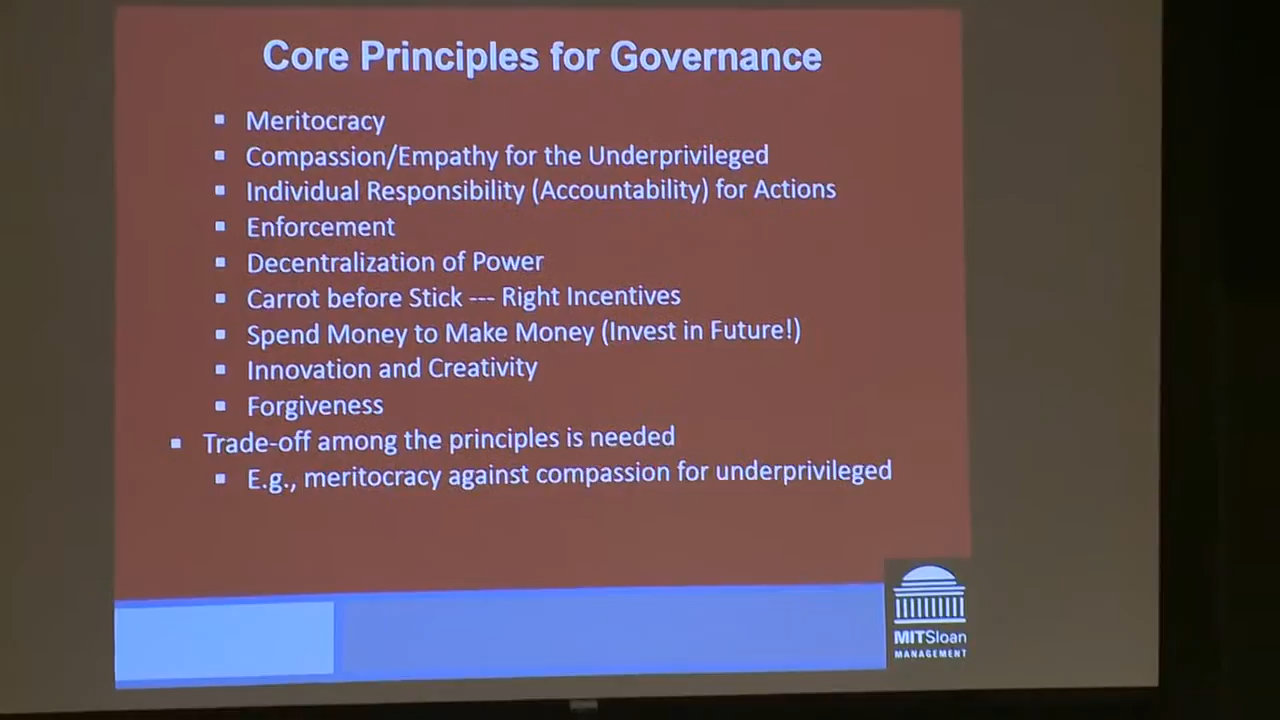 Core Principles for Governance
▪ Meritocracy
▪ Compassion/Empathy for the Underprivileged
▪ Individual Responsibility (Accountability) for Actions
▪ Enforcement
▪ Decentralization of Power
▪ Carrot before Stick --- Right Incentives
▪ Spend Money to Make Money (Invest in Future!)
▪ Innovation and Creativity
▪ Forgiveness
▪ Trade-off among the principles is needed
▪ E.g., meritocracy against compassion for underprivileged
MITSloan
MANAGEMENT